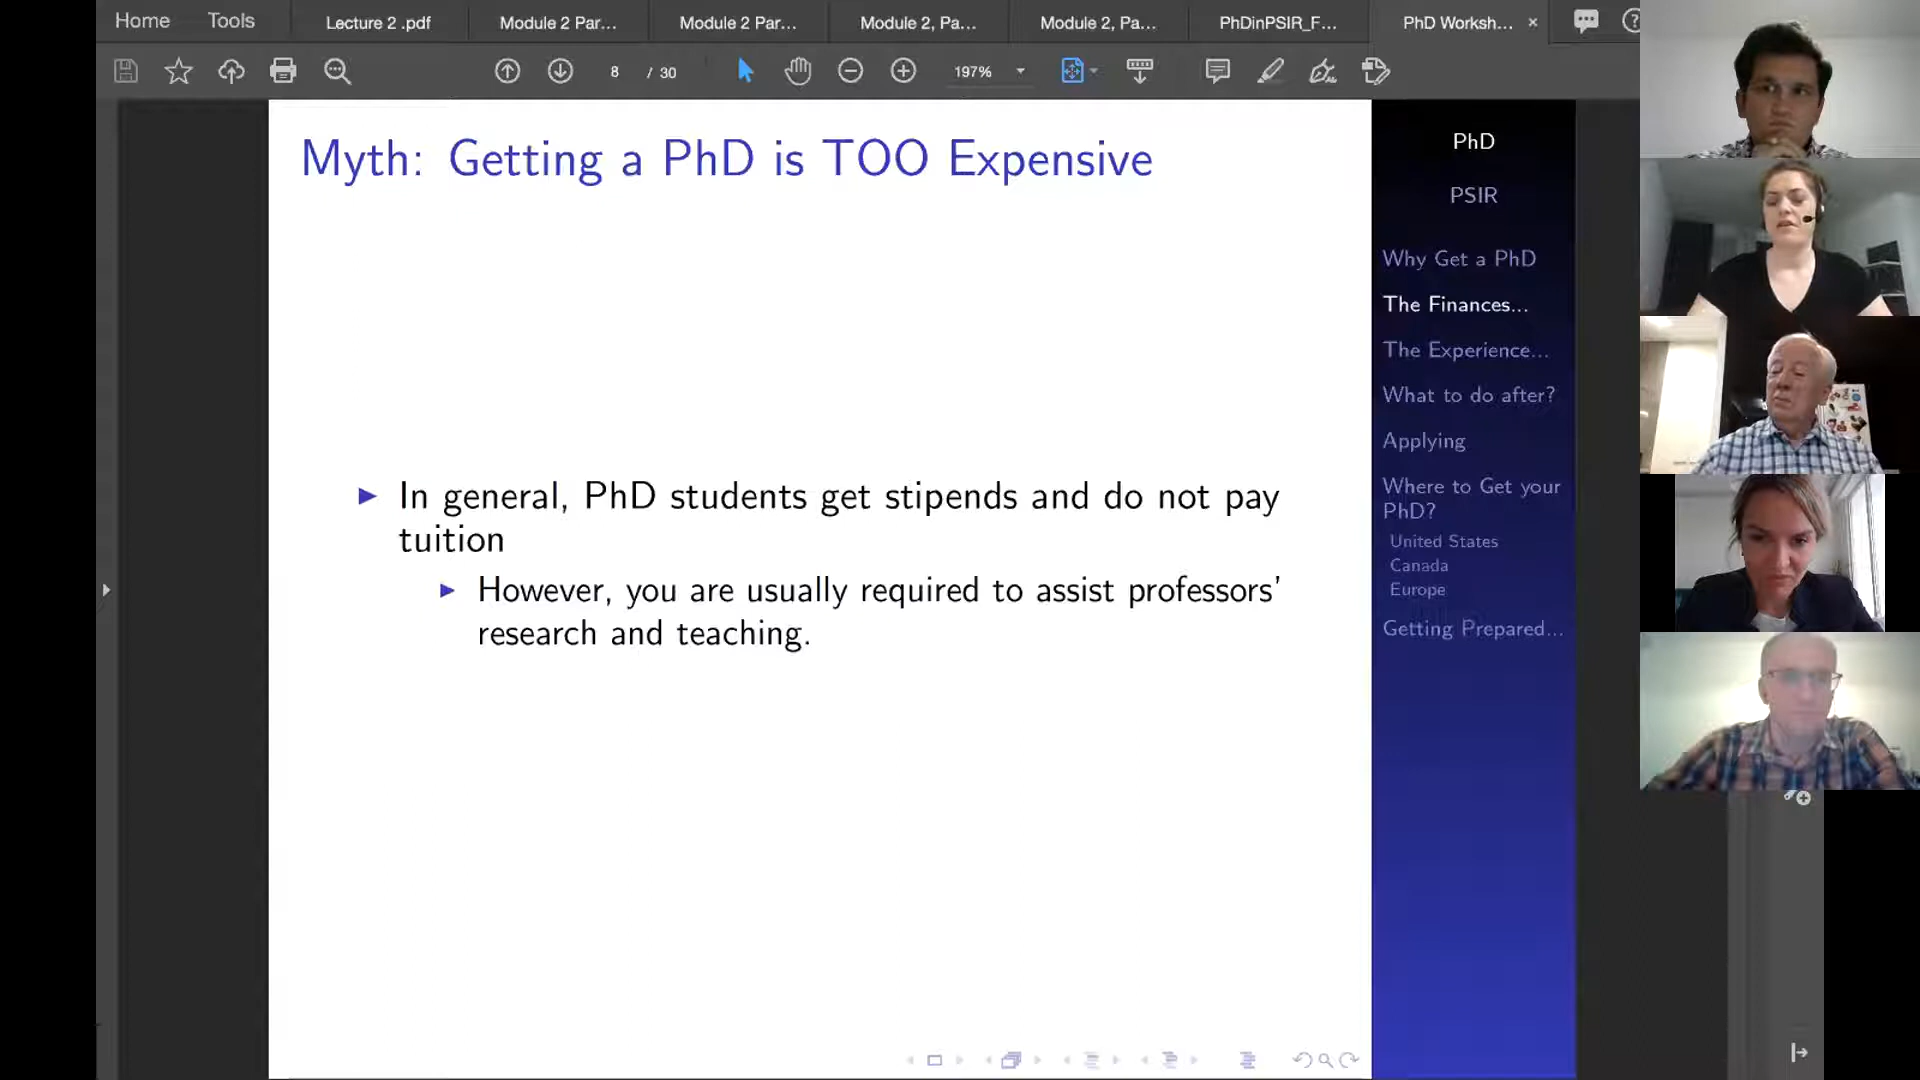 Home Tools Lecture 2 .pdf Module 2 Par... Module 2 Par... Module 2, Pa... Module 2, Pa... PhDinPSIR_F... PhD Worksh... ×
8 / 30 197%
Myth: Getting a PhD is TOO Expensive
In general, PhD students get stipends and do not pay
tuition
However, you are usually required to assist professors'
research and teaching.
PhD
PSIR
Why Get a PhD
The Finances...
The Experience...
What to do after?
Applying
Where to Get your
PhD?
United States
Canada
Europe
Getting Prepared...